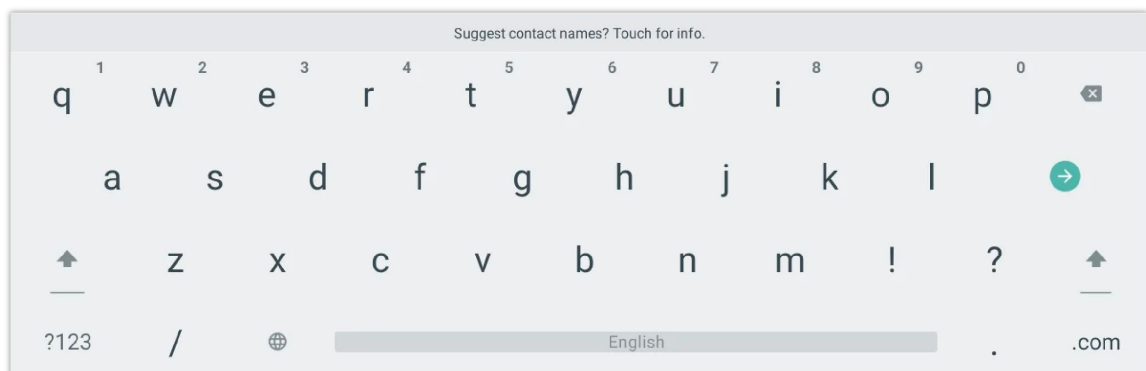 Suggest contact names? Touch for info.
1 2 3 4 5 6 7 8 9 0
q w e r t y u i o p
a s d f g h j k l
z x c v b n m ! ?
?123 / English . .com